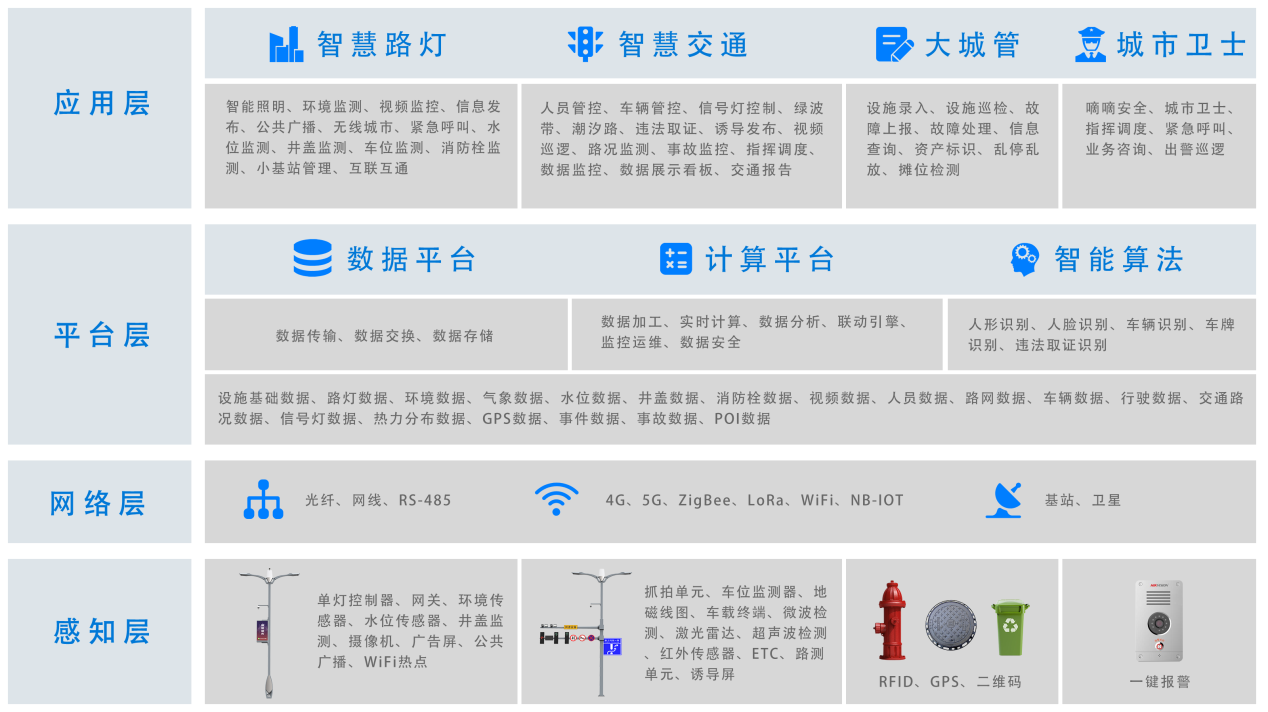 应用层
智慧路灯
智慧交通
大城管
城市卫士
智能照明、环境监测、视频监控、信息发
布、公共广播、无线城市、紧急呼叫、水
位监测、井盖监测、车位监测、消防栓监
测、小基站管理、互联互通
人员管控、车辆管控、信号灯控制、绿波
带、潮汐路、违法取证、诱导发布、视频
巡逻、路况监测、事故监控、指挥调度、
数据监控、数据展示看板、交通报告
设施录入、设施巡检、故
障上报、故障处理、信息
查询、资产标识、乱停乱
放、摊位检测
嘀嘀安全、城市卫士、
指挥调度、紧急呼叫、
业务咨询、出警巡逻
平台层
数据平台
计算平台
智能算法
数据传输、数据交换、数据存储
数据加工、实时计算、数据分析、联动引擎、
监控运维、数据安全
人形识别、人脸识别、车辆识别、车牌
识别、违法取证识别
设施基础数据、路灯数据、环境数据、气象数据、水位数据、井盖数据、消防栓数据、视频数据、人员数据、路网数据、车辆数据、行驶数据、交通路
况数据、信号灯数据、热力分布数据、GPS数据、事件数据、事故数据、POI数据
网络层
光纤、网线、RS-485
4G、5G、ZigBee、LoRa、WiFi、NB-IOT
基站、卫星
感知层
单灯控制器、网关、环境传
感器、水位传感器、井盖监
测、摄像机、广告屏、公共
广播、WiFi热点
抓拍单元、车位监测器、地
磁线图、车载终端、微波检
测、激光雷达、超声波检测
、红外传感器、ETC、路测
单元、诱导屏
RFID、GPS、二维码
一键报警